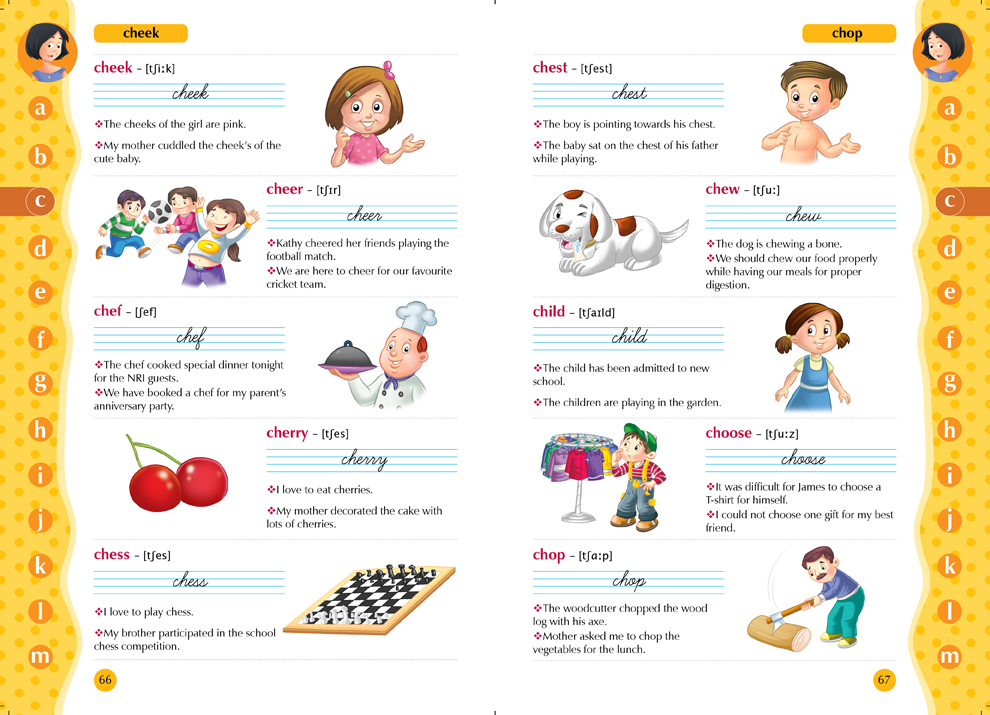 cheek
cheek – [tʃiːk]
cheek
❖The cheeks of the girl are pink.
❖My mother cuddled the cheek's of the
cute baby.
cheer – [tʃɪr]
cheer
❖Kathy cheered her friends playing the
football match.
❖We are here to cheer for our favourite
cricket team.
chef – [ʃef]
chef
❖The chef cooked special dinner tonight
for the NRI guests.
❖We have booked a chef for my parent's
anniversary party.
cherry – [tʃes]
cherry
❖I love to eat cherries.
❖My mother decorated the cake with
lots of cherries.
chess – [tʃes]
chess
❖I love to play chess.
❖My brother participated in the school
chess competition.
66
a
b
c
d
e
f
g
h
i
j
k
l
m
chop
chest – [tʃest]
chest
❖The boy is pointing towards his chest.
❖The baby sat on the chest of his father
while playing.
chew – [tʃuː]
chew
❖The dog is chewing a bone.
❖We should chew our food properly
while having our meals for proper
digestion.
child – [tʃaɪld]
child
❖The child has been admitted to new
school.
❖The children are playing in the garden.
choose – [tʃuːz]
choose
❖It was difficult for James to choose a
T-shirt for himself.
❖I could not choose one gift for my best
friend.
chop – [tʃɑːp]
chop
❖The woodcutter chopped the wood
log with his axe.
❖Mother asked me to chop the
vegetables for the lunch.
67
a
b
c
d
e
f
g
h
i
j
k
l
m